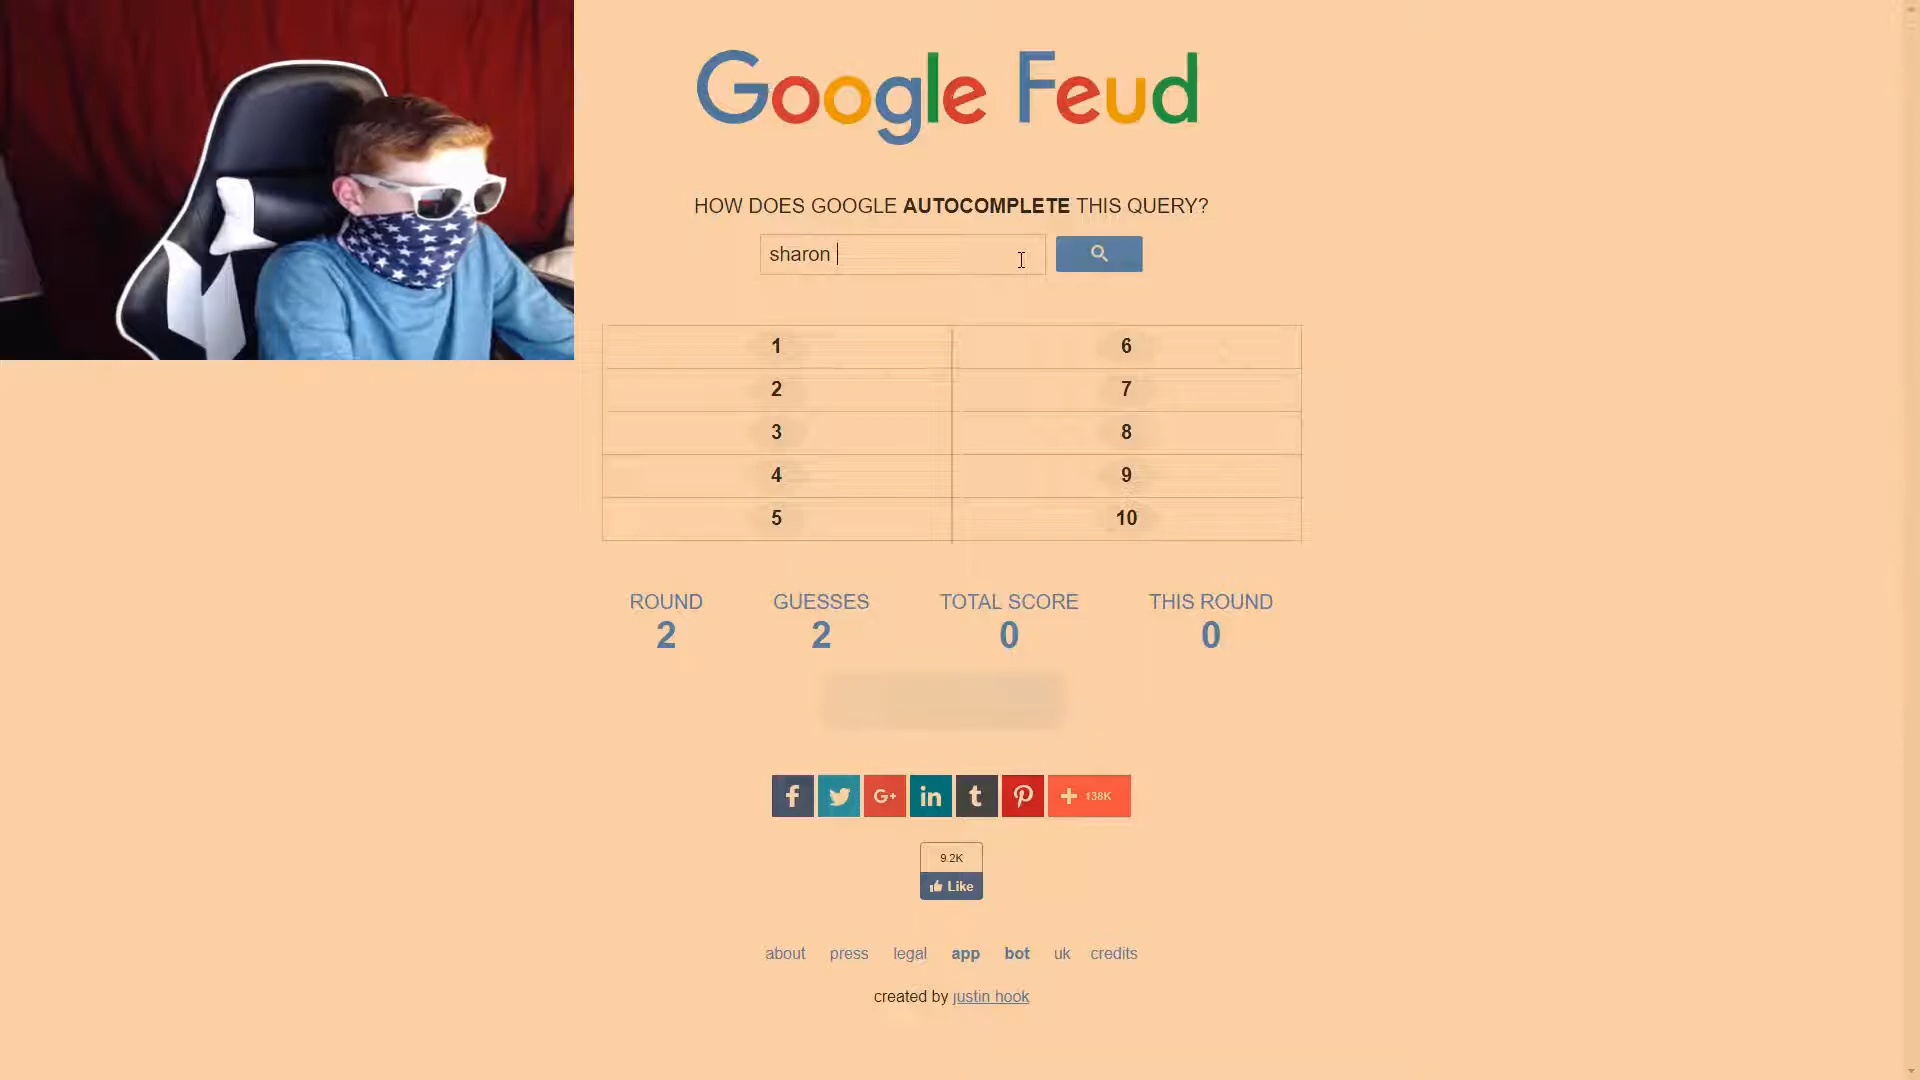 Google Feud
HOW DOES GOOGLE AUTOCOMPLETE THIS QUERY?
sharon
1 6
2 7
3 8
4 9
5 10
ROUND GUESSES TOTAL SCORE THIS ROUND
2 2 0 0
f G+ in t 138K
9.2K
Like
about press legal app bot uk credits
created by justin hook